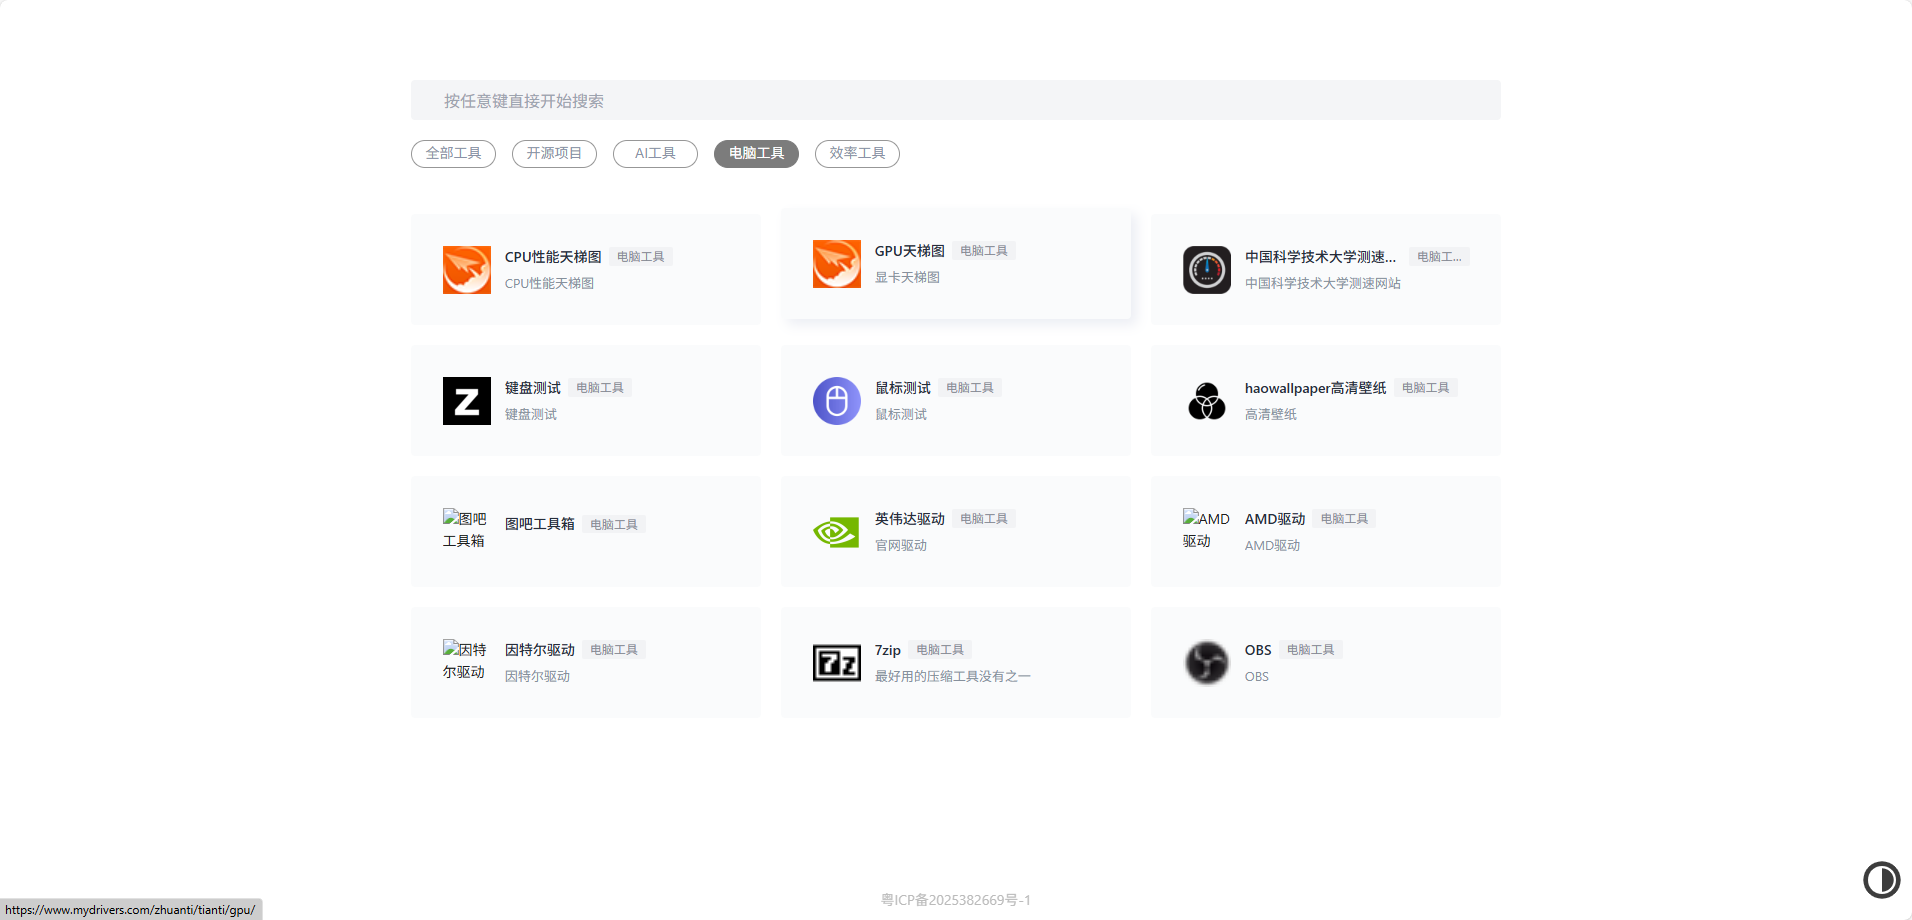 按任意键直接开始搜索
全部工具
开源项目
AI工具
电脑工具
效率工具
CPU性能天梯图 电脑工具
CPU性能天梯图
GPU天梯图 电脑工具
显卡天梯图
中国科学技术大学测速... 电脑工...
中国科学技术大学测速网站
Z
键盘测试 电脑工具
键盘测试
鼠标测试 电脑工具
鼠标测试
haowallpaper高清壁纸 电脑工具
高清壁纸
图吧
工具箱
图吧工具箱 电脑工具
英伟达驱动 电脑工具
官网驱动
AMD
驱动
AMD驱动 电脑工具
AMD驱动
因特
尔驱动
因特尔驱动 电脑工具
因特尔驱动
7z
7zip 电脑工具
最好用的压缩工具没有之一
OBS 电脑工具
OBS
粤ICP备2025382669号-1
https://www.mydrivers.com/zhuanti/tianti/gpu/